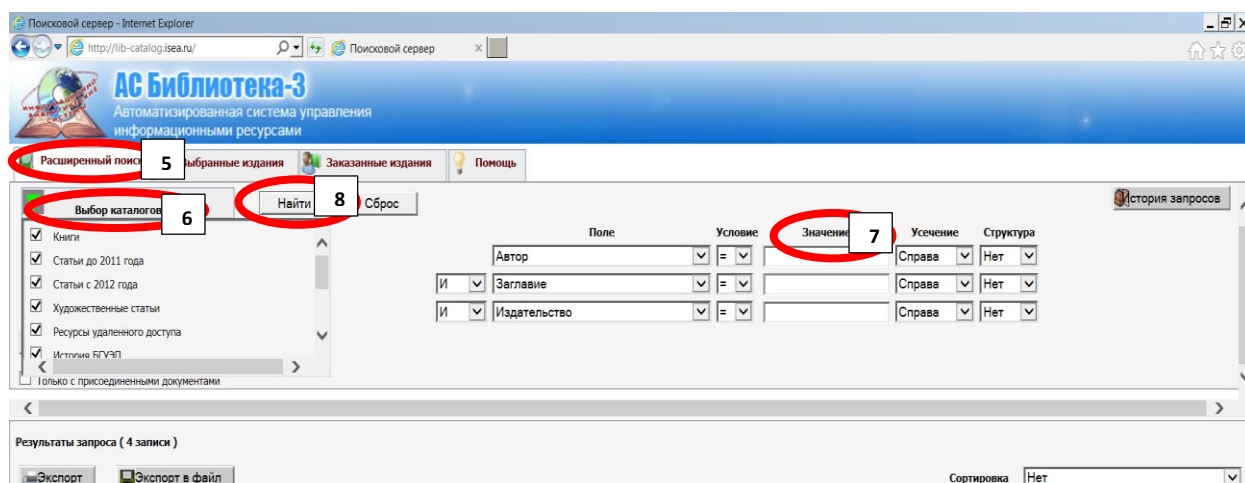 Поисковой сервер - Internet Explorer
http://lib-catalog.isea.ru/ Поисковой сервер
АС Библиотека-3
Автоматизированная система управления
информационными ресурсами
Расширенный поиск 5 Выбранные издания Заказанные издания Помощь
Выбор каталогов 6 Найти 8 Сброс История запросов
Поле Условие Значение 7 Усечение Структура
Книги
Автор = Справа Нет
Статьи до 2011 года
Статьи с 2012 года
И Заглавие = Справа Нет
Художественные статьи
И Издательство = Справа Нет
Ресурсы удаленного доступа
История БГУЭП
Только с присоединенными документами
Результаты запроса ( 4 записи )
Экспорт Экспорт в файл Сортировка Нет